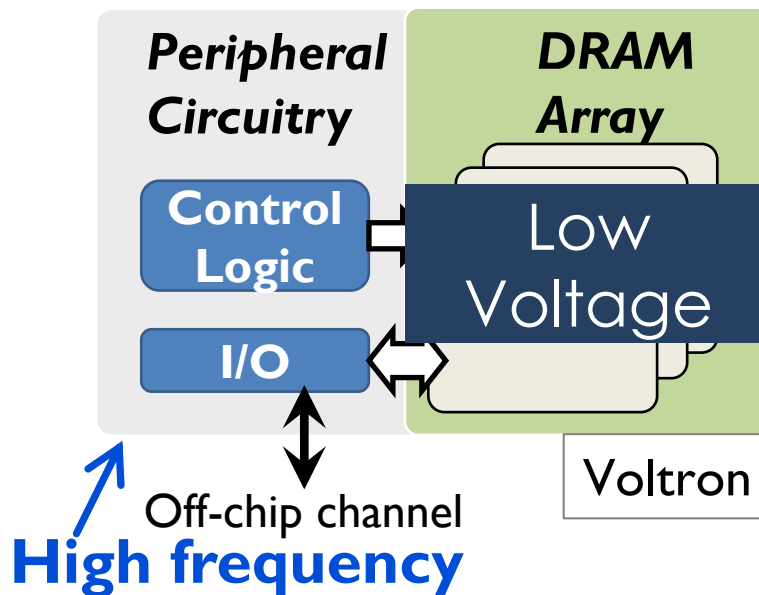 Peripheral
Circuitry
DRAM
Array
Control
Logic
Low
Voltage
I/O
Voltron
Off-chip channel
High frequency